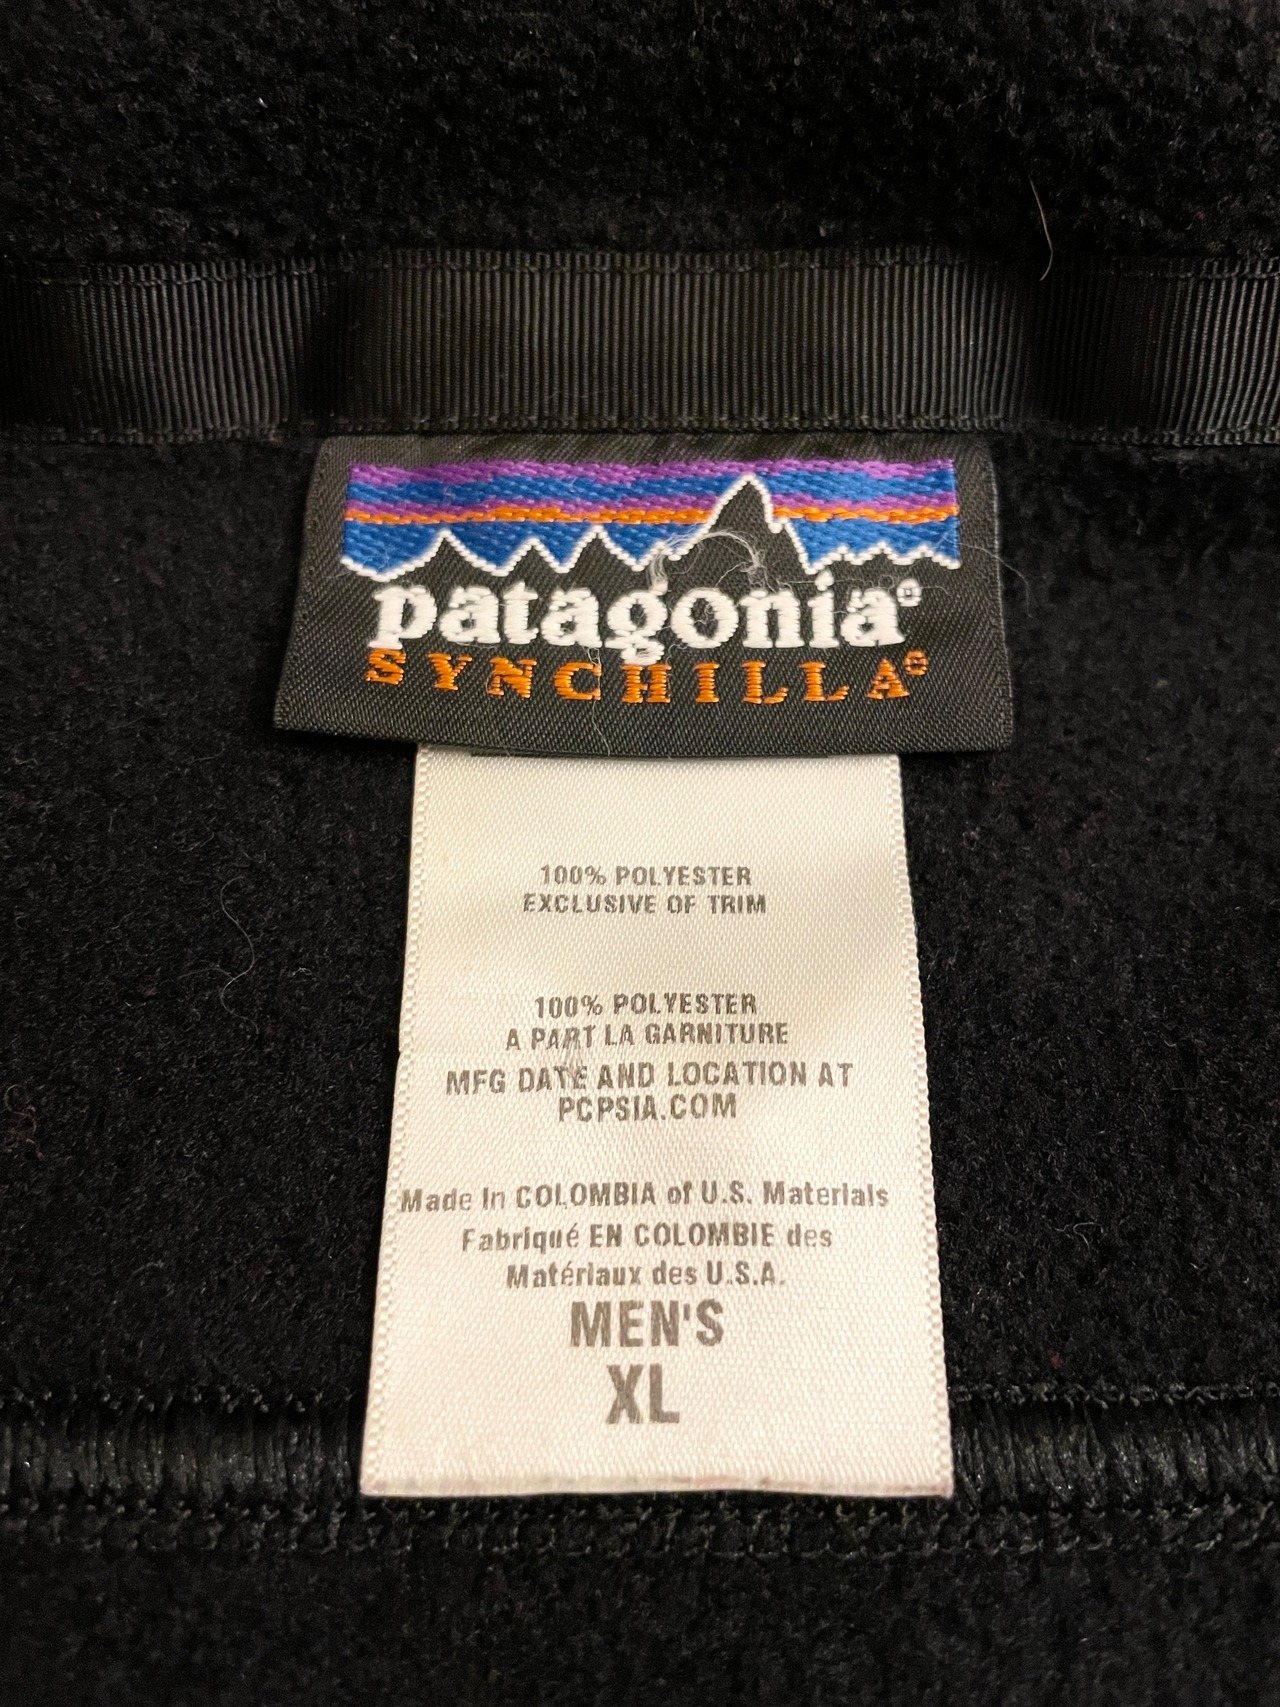 patagonia®
SYNCHILLA®
100% POLYESTER
EXCLUSIVE OF TRIM
100% POLYESTER
A PART LA GARNITURE
MFG DATE AND LOCATION AT
PCPSIA.COM
Made in COLOMBIA of U.S. Materials
Fabriqué EN COLOMBIE des
Matériaux des U.S.A.
MEN'S
XL